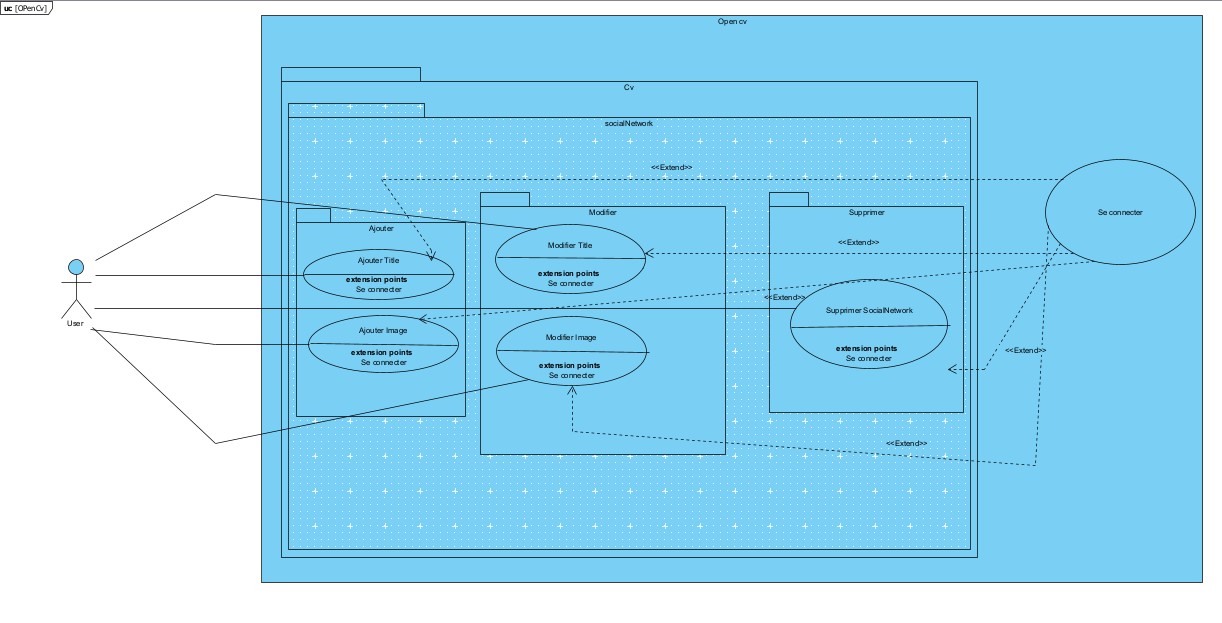 uc [OPenCv]
Open cv
Cv
socialNetwork
<<Extend>>
Modifier
Supprimer
Se connecter
Ajouter
Modifier Title
<<Extend>>
Ajouter Title
extension points
Se connecter
extension points
Se connecter
<<Extend>>
Supprimer SocialNetwork
User
Ajouter Image
Modifier Image
extension points
Se connecter
extension points
Se connecter
<<Extend>>
extension points
Se connecter
<<Extend>>